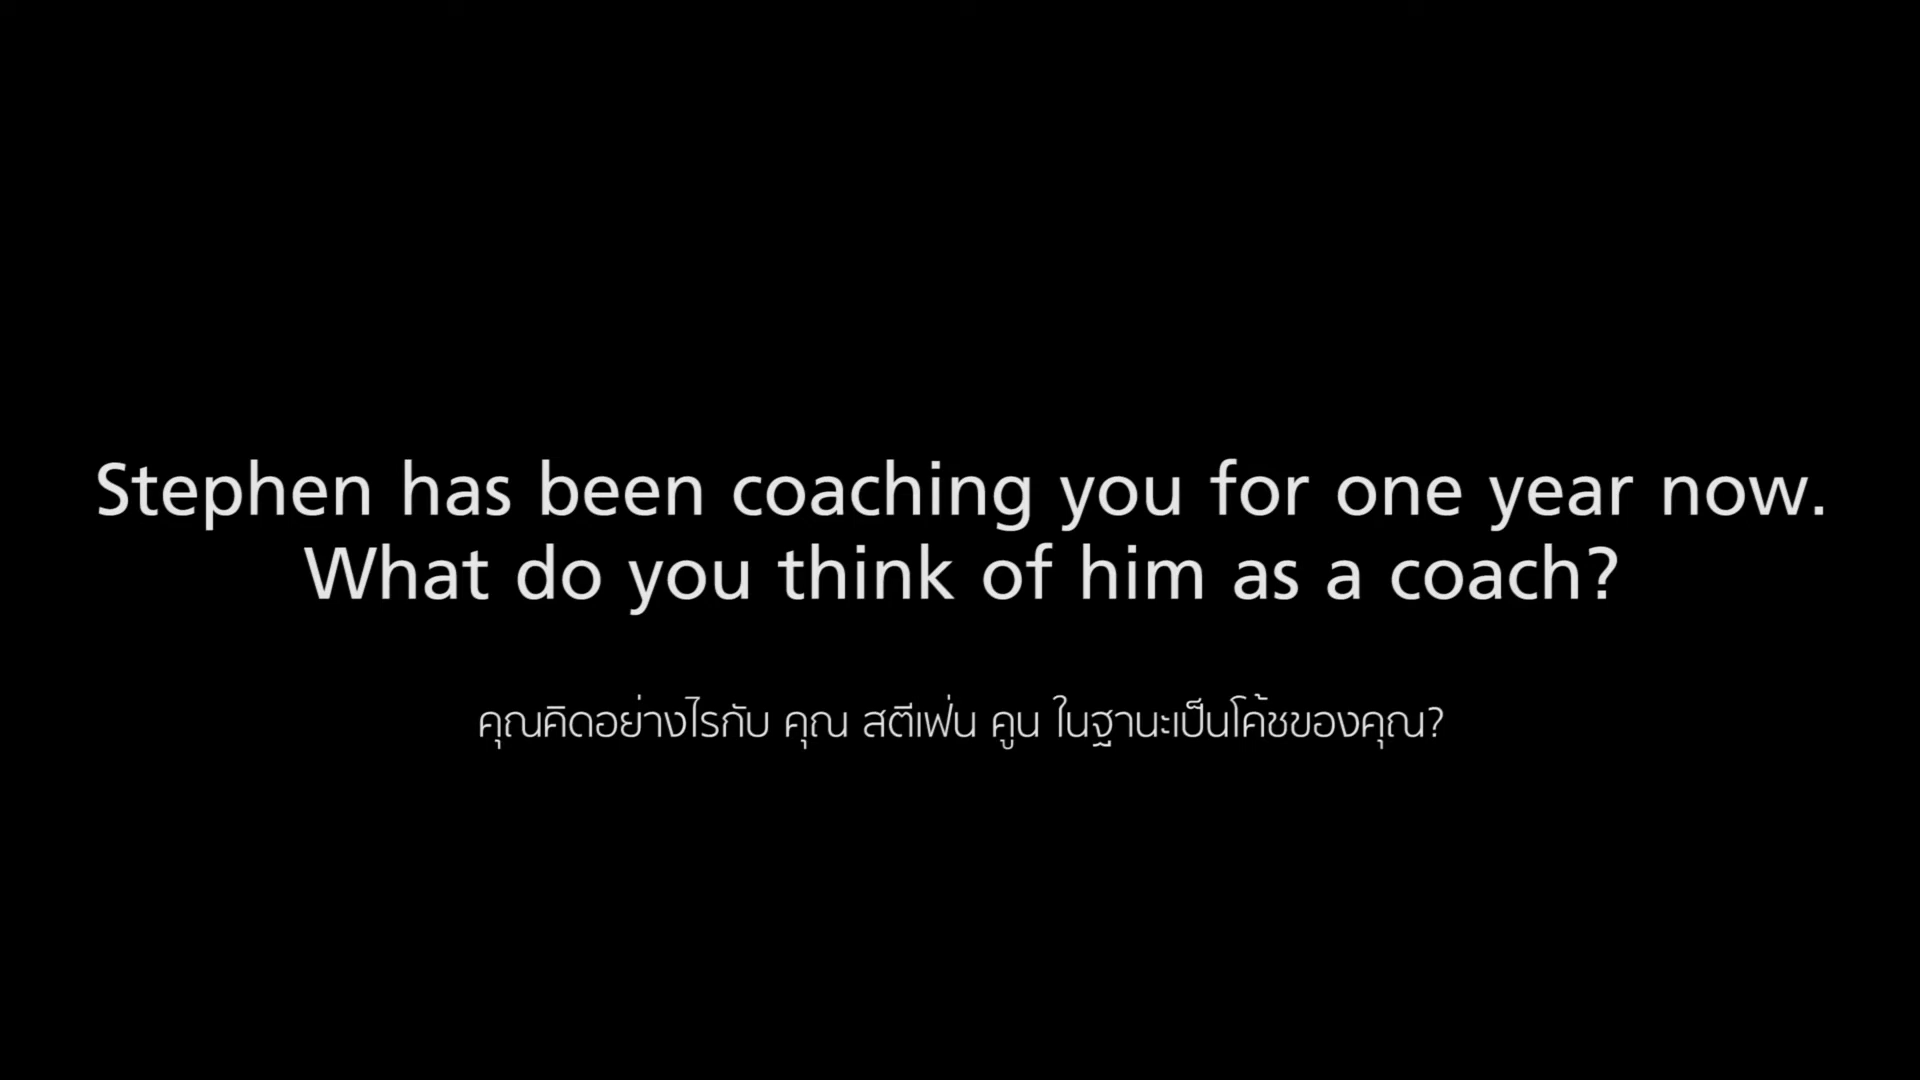 Stephen has been coaching you for one year now.
What do you think of him as a coach?
คุณคิดอย่างไรกับ คุณ สตีเฟ่น คูน ในฐานะเป็นโค้ชของคุณ?